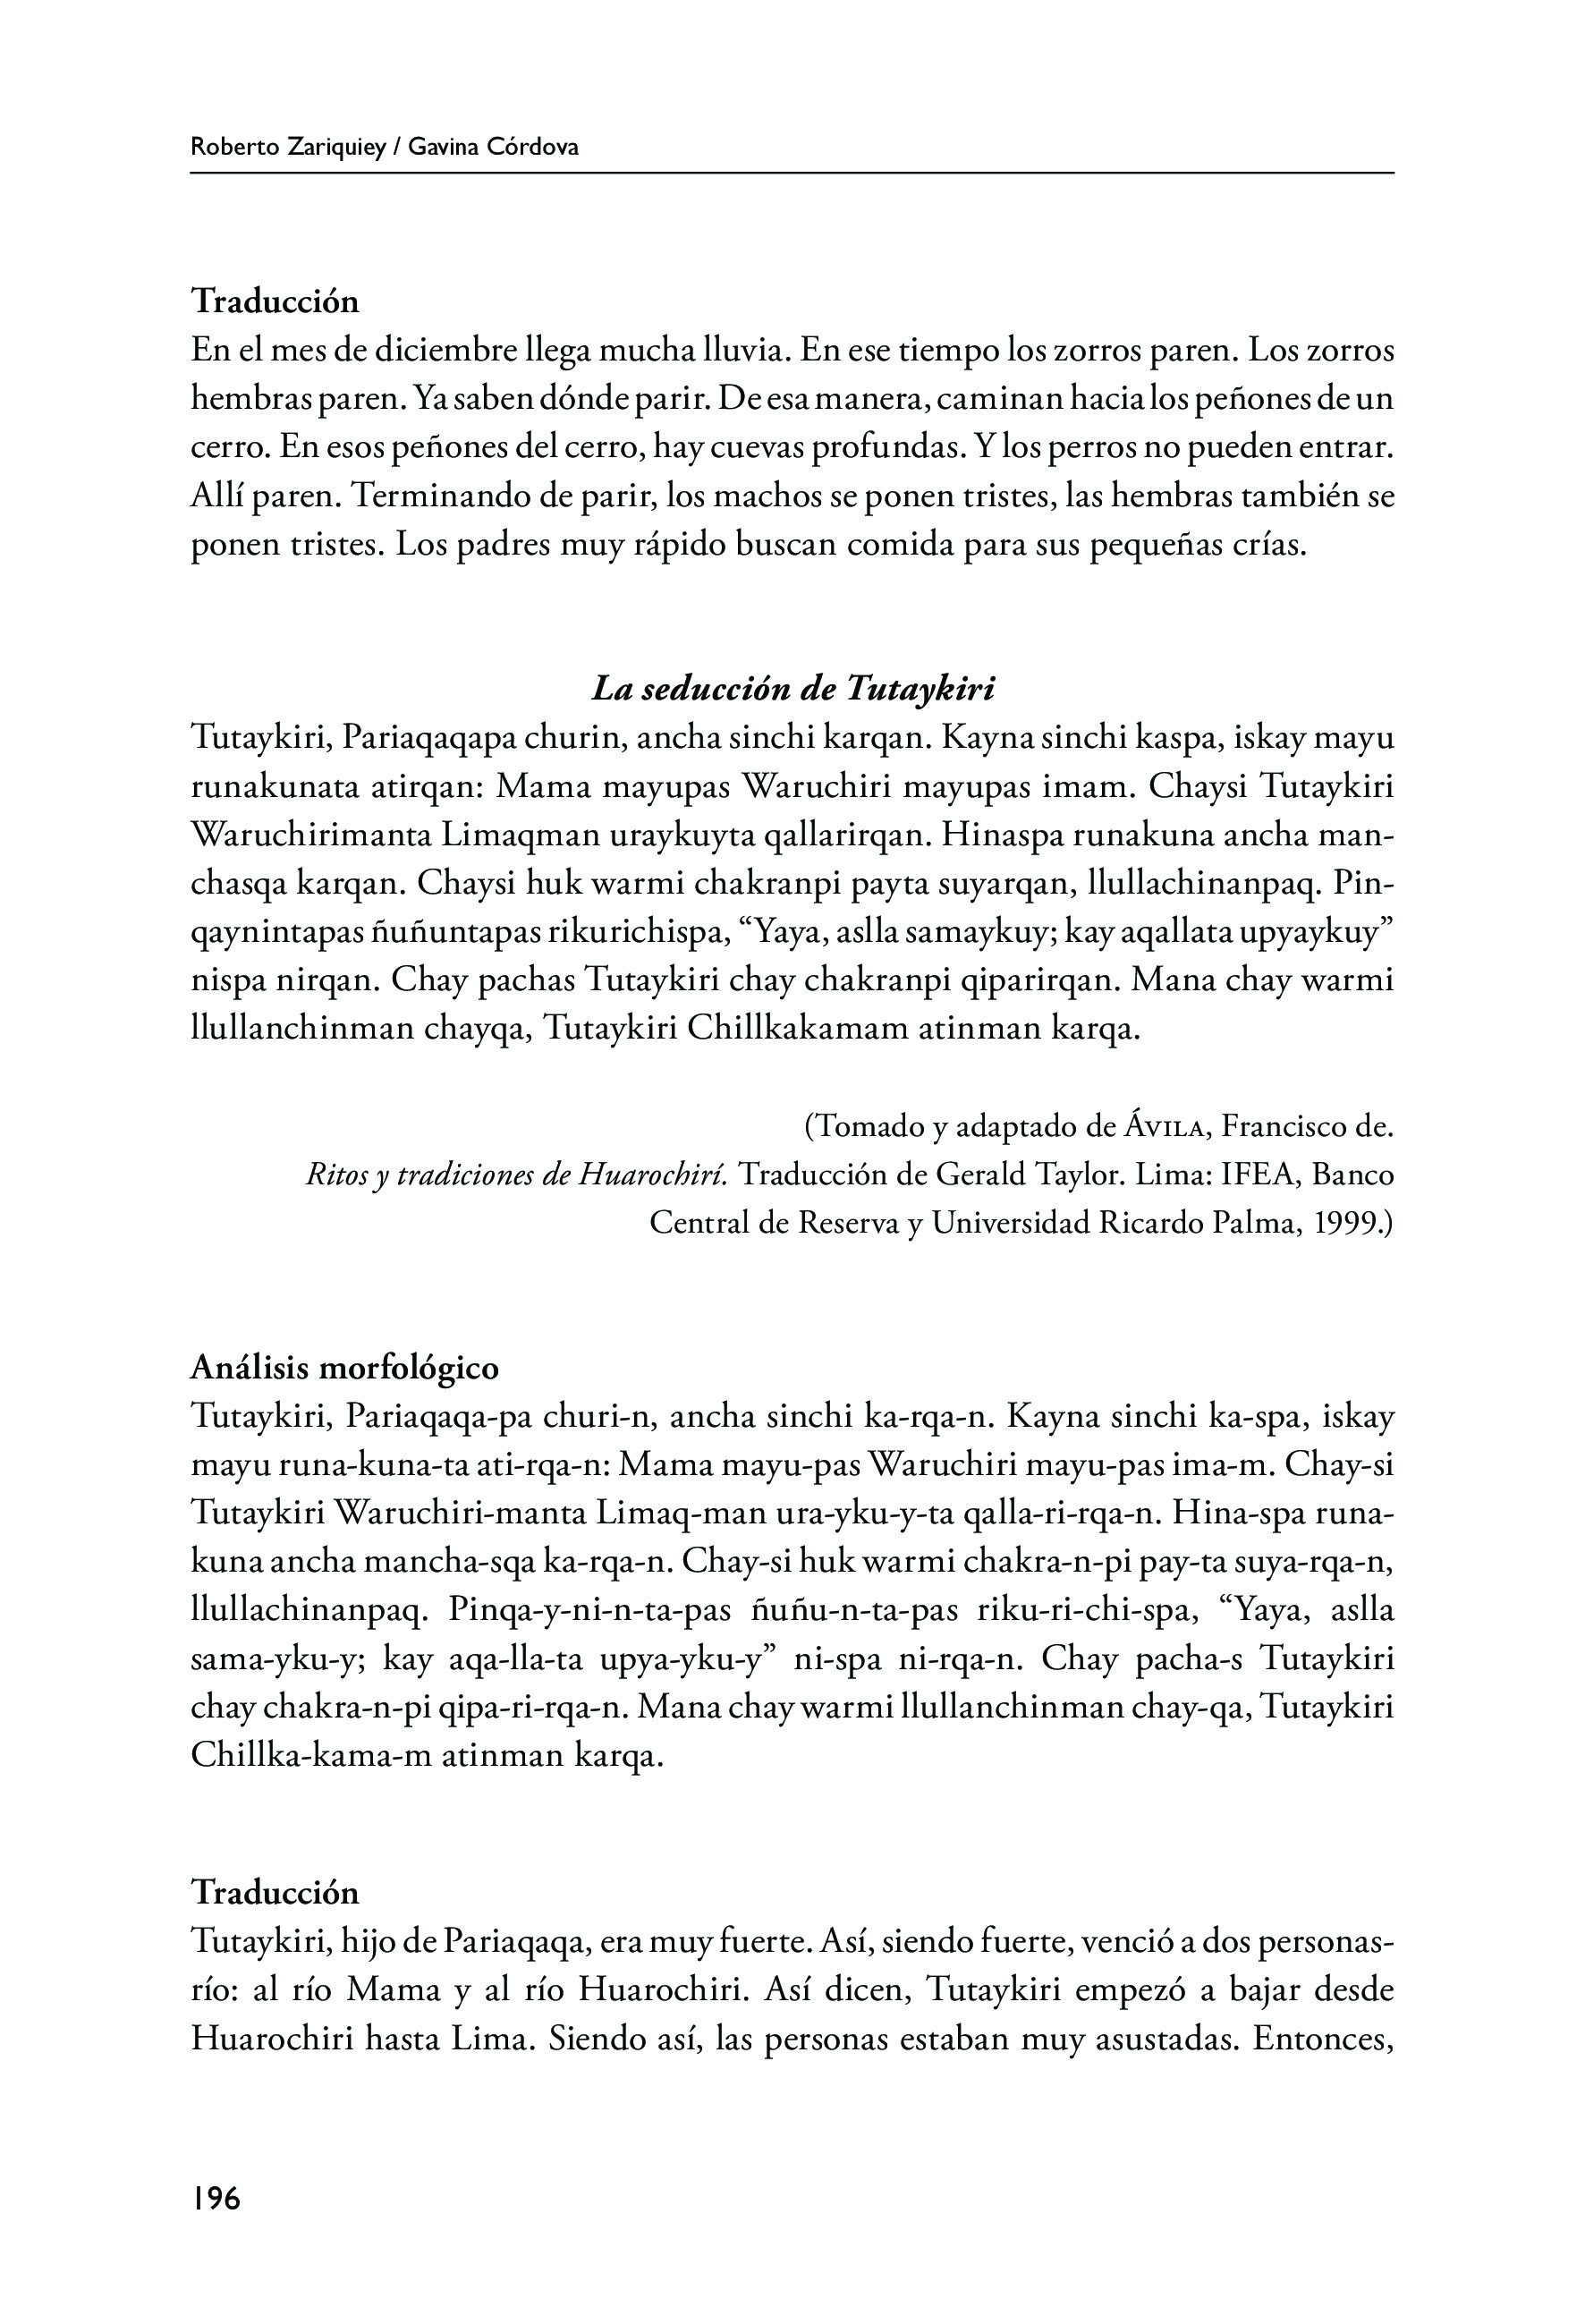 Roberto Zariquiey / Gavina Córdova
Traducción
En el mes de diciembre llega mucha lluvia. En ese tiempo los zorros paren. Los zorros
hembras paren. Ya saben dónde parir. De esa manera, caminan hacia los peñones de un
cerro. En esos peñones del cerro, hay cuevas profundas. Y los perros no pueden entrar.
Allí paren. Terminando de parir, los machos se ponen tristes, las hembras también se
ponen tristes. Los padres muy rápido buscan comida para sus pequeñas crías.
La seducción de Tutaykiri
Tutaykiri, Pariaqaqapa churin, ancha sinchi karqan. Kayna sinchi kaspa, iskay mayu
runakunata atirqan: Mama mayupas Waruchiri mayupas imam. Chaysi Tutaykiri
Waruchirimanta Limaqman uraykuyta qallarirqan. Hinaspa runakuna ancha man-
chasqa karqan. Chaysi huk warmi chakranpi payta suyarqan, llullachinanpaq. Pin-
qaynintapas ñuñuntapas rikurichispa, “Yaya, aslla samaykuy; kay aqallata upyaykuy”
nispa nirqan. Chay pachas Tutaykiri chay chakranpi qiparirqan. Mana chay warmi
llullanchinman chayqa, Tutaykiri Chillkakamam atinman karqa.
(Tomado y adaptado de ÁVILA, Francisco de.
Ritos y tradiciones de Huarochirí. Traducción de Gerald Taylor. Lima: IFEA, Banco
Central de Reserva y Universidad Ricardo Palma, 1999.)
Análisis morfológico
Tutaykiri, Pariaqaqa-pa churi-n, ancha sinchi ka-rqa-n. Kayna sinchi ka-spa, iskay
mayu runa-kuna-ta ati-rqa-n: Mama mayu-pas Waruchiri mayu-pas ima-m. Chay-si
Tutaykiri Waruchiri-manta Limaq-man ura-yku-y-ta qalla-ri-rqa-n. Hina-spa runa-
kuna ancha mancha-sqa ka-rqa-n. Chay-si huk warmi chakra-n-pi pay-ta suya-rqa-n,
llullachinanpaq. Pinqa-y-ni-n-ta-pas ñuñu-n-ta-pas riku-ri-chi-spa, “Yaya, aslla
sama-yku-y; kay aqa-lla-ta upya-yku-y” ni-spa ni-rqa-n. Chay pacha-s Tutaykiri
chay chakra-n-pi qipa-ri-rqa-n. Mana chay warmi llullanchinman chay-qa, Tutaykiri
Chillka-kama-m atinman karqa.
Traducción
Tutaykiri, hijo de Pariaqaqa, era muy fuerte. Así, siendo fuerte, venció a dos personas-
río: al río Mama y al río Huarochiri. Así dicen, Tutaykiri empezó a bajar desde
Huarochiri hasta Lima. Siendo así, las personas estaban muy asustadas. Entonces,
196